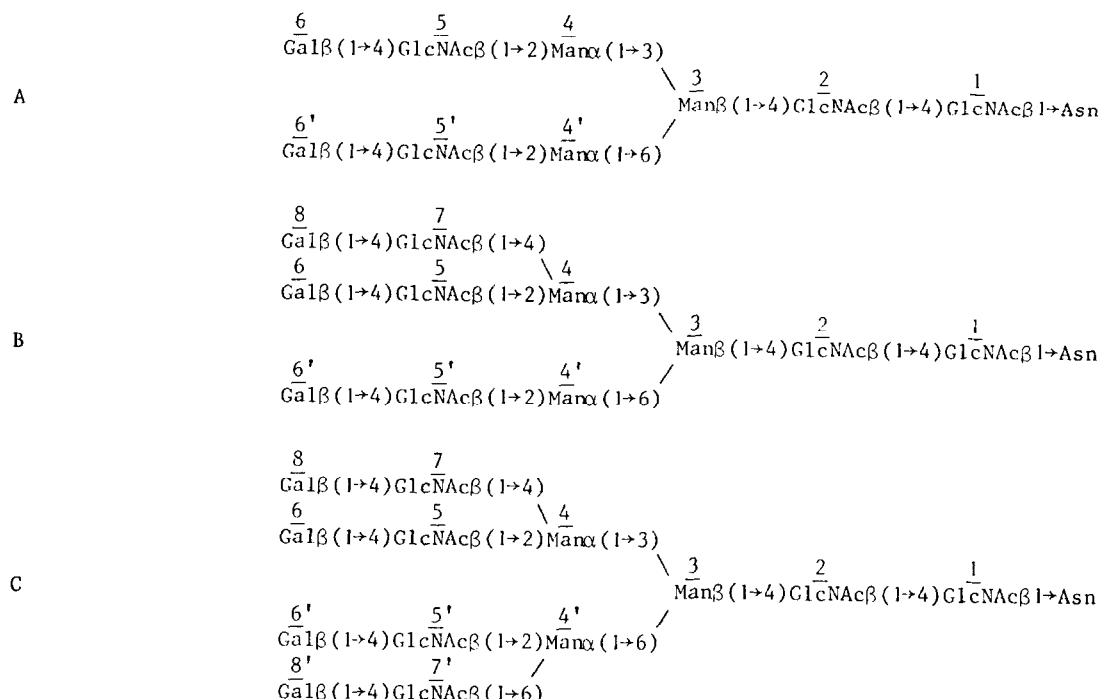 6 5 4
Galβ(1→4)GlcNAcβ(1→2)Manα(1→3)
A
\ 3 2 1
Manβ(1→4)GlcNAcβ(1→4)GlcNAcβ1→Asn
6' 5' 4' /
Galβ(1→4)GlcNAcβ(1→2)Manα(1→6)
8 7
Galβ(1→4)GlcNAcβ(1→4)
6 5 \ 4
Galβ(1→4)GlcNAcβ(1→2)Manα(1→3)
B
\ 3 2 1
Manβ(1→4)GlcNAcβ(1→4)GlcNAcβ1→Asn
6' 5' 4' /
Galβ(1→4)GlcNAcβ(1→2)Manα(1→6)
8 7
Galβ(1→4)GlcNAcβ(1→4)
6 5 \ 4
Galβ(1→4)GlcNAcβ(1→2)Manα(1→3)
C
\ 3 2 1
Manβ(1→4)GlcNAcβ(1→4)GlcNAcβ1→Asn
6' 5' 4' /
Galβ(1→4)GlcNAcβ(1→2)Manα(1→6)
8' 7' /
Galβ(1→4)GlcNAcβ(1→6)